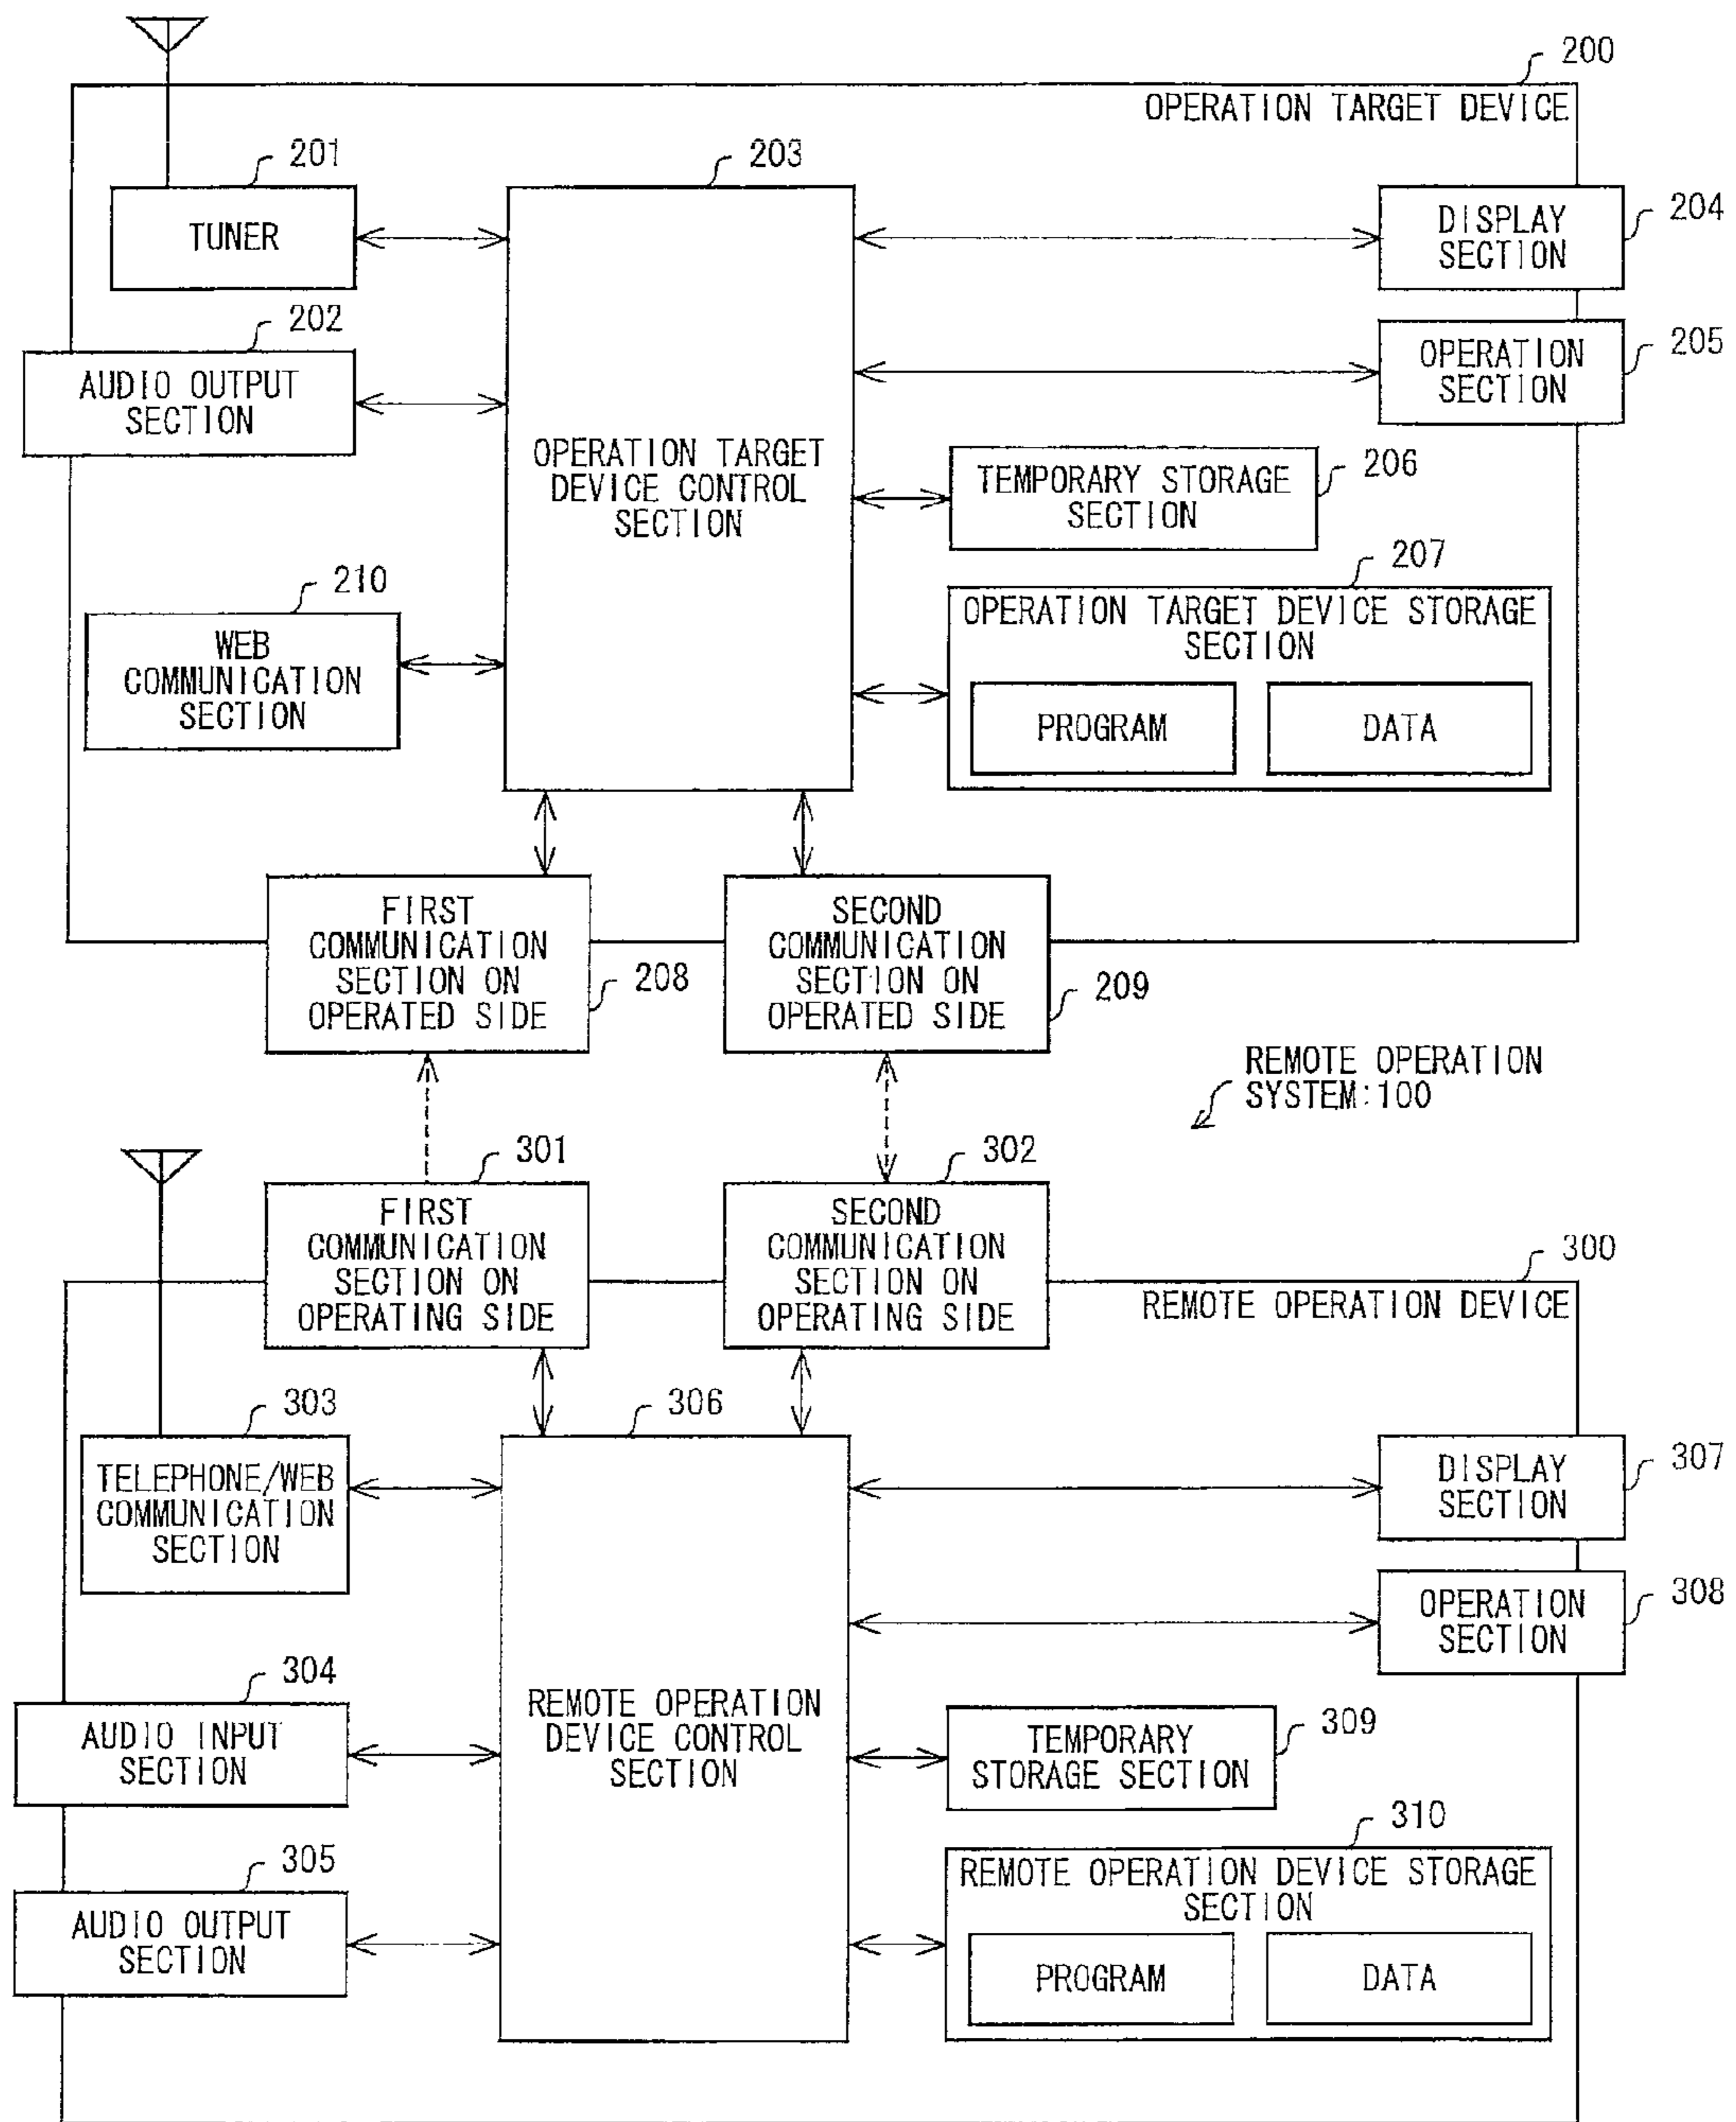 200
OPERATION TARGET DEVICE
201
TUNER
203
204
DISPLAY
SECTION
202
AUDIO OUTPUT
SECTION
205
OPERATION
SECTION
OPERATION TARGET
DEVICE CONTROL
SECTION
206
TEMPORARY STORAGE
SECTION
210
WEB
COMMUNICATION
SECTION
207
OPERATION TARGET DEVICE STORAGE
SECTION
PROGRAM
DATA
FIRST
COMMUNICATION
SECTION ON
OPERATED SIDE
208
SECOND
COMMUNICATION
SECTION ON
OPERATED SIDE
209
REMOTE OPERATION
SYSTEM:100
301
FIRST
COMMUNICATION
SECTION ON
OPERATING SIDE
302
SECOND
COMMUNICATION
SECTION ON
OPERATING SIDE
300
REMOTE OPERATION DEVICE
303
TELEPHONE/WEB
COMMUNICATION
SECTION
306
307
DISPLAY
SECTION
308
OPERATION
SECTION
304
AUDIO INPUT
SECTION
REMOTE OPERATION
DEVICE CONTROL
SECTION
309
TEMPORARY
STORAGE SECTION
305
AUDIO OUTPUT
SECTION
310
REMOTE OPERATION DEVICE STORAGE
SECTION
PROGRAM
DATA